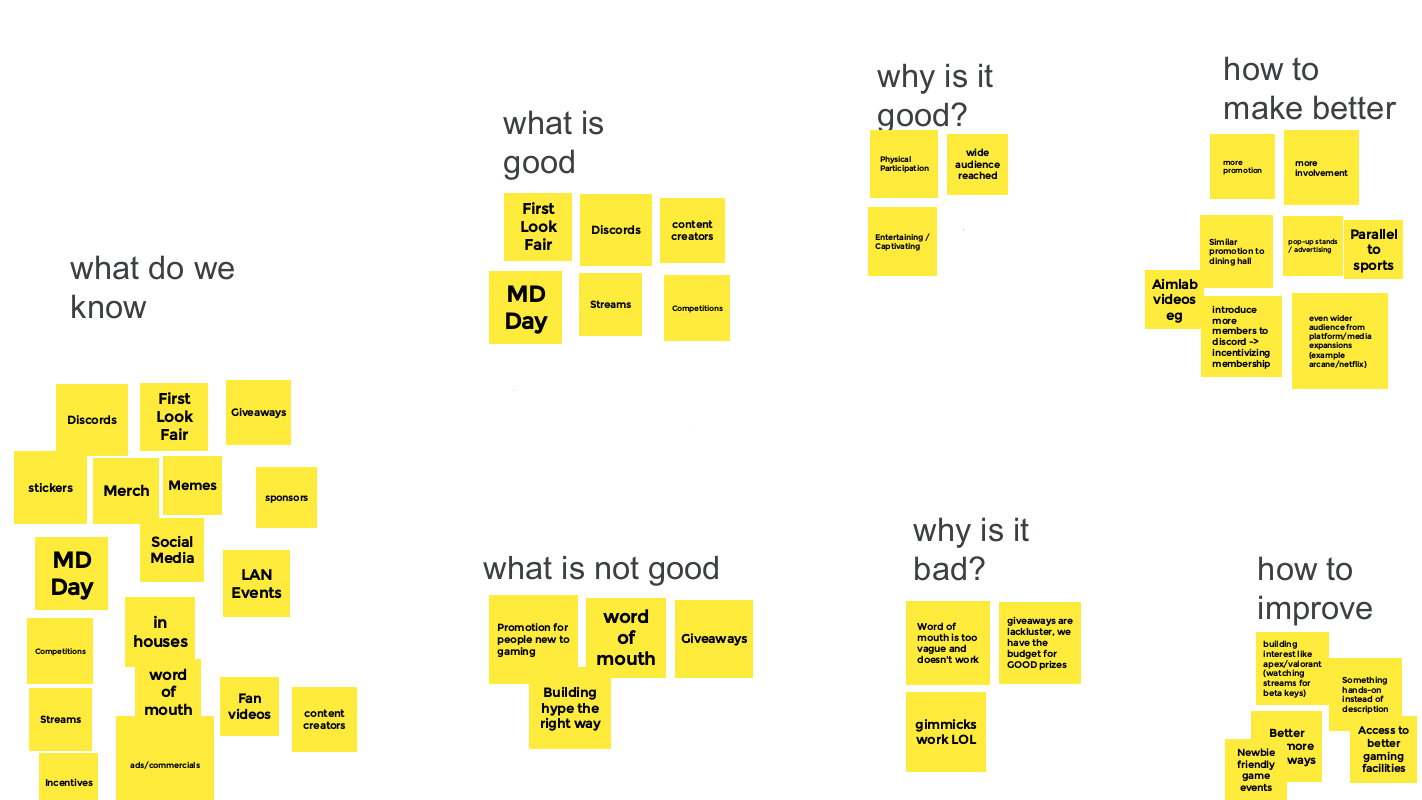 what do we
know
Discords
First
Look
Fair
Giveaways
stickers
Merch
Memes
sponsors
MD
Day
Social
Media
LAN
Events
Competitions
in
houses
word
of
mouth
Streams
Fan
videos
content
creators
Incentives
ads/commercials
what is
good
First
Look
Fair
Discords
content
creators
MD
Day
Streams
Competitions
why is it
good?
Physical
Participation
wide
audience
reached
Entertaining /
Captivating
how to
make better
more
promotion
more
involvement
Similar
promotion to
dining hall
pop-up stands
/ advertising
Parallel
to
sports
Aimlab
videos
eg
introduce
more
members to
discord ->
incentivizing
membership
even wider
audience from
platform/media
expansions
(example
arcane/netflix)
what is not good
Promotion for
people new to
gaming
word
of
mouth
Giveaways
Building
hype the
right way
why is it
bad?
Word of
mouth is too
vague and
doesn't work
giveaways are
lackluster, we
have the
budget for
GOOD prizes
gimmicks
work LOL
how to
improve
building
interest like
apex/valorant
(watching
streams for
beta keys)
Something
hands-on
instead of
description
Better
more
ways
Access to
better
gaming
facilities
Newbie
friendly
game
events